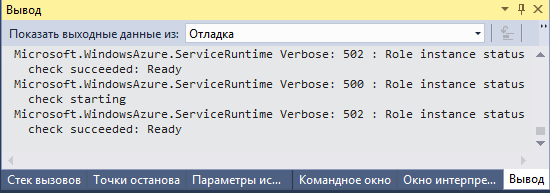 Вывод
Показать выходные данные из: Отладка
Microsoft.WindowsAzure.ServiceRuntime Verbose: 502 : Role instance status
check succeeded: Ready
Microsoft.WindowsAzure.ServiceRuntime Verbose: 500 : Role instance status
check starting
Microsoft.WindowsAzure.ServiceRuntime Verbose: 502 : Role instance status
check succeeded: Ready
Стек вызовов Точки останова Параметры ис... Командное окно Окно интерпре... Вывод